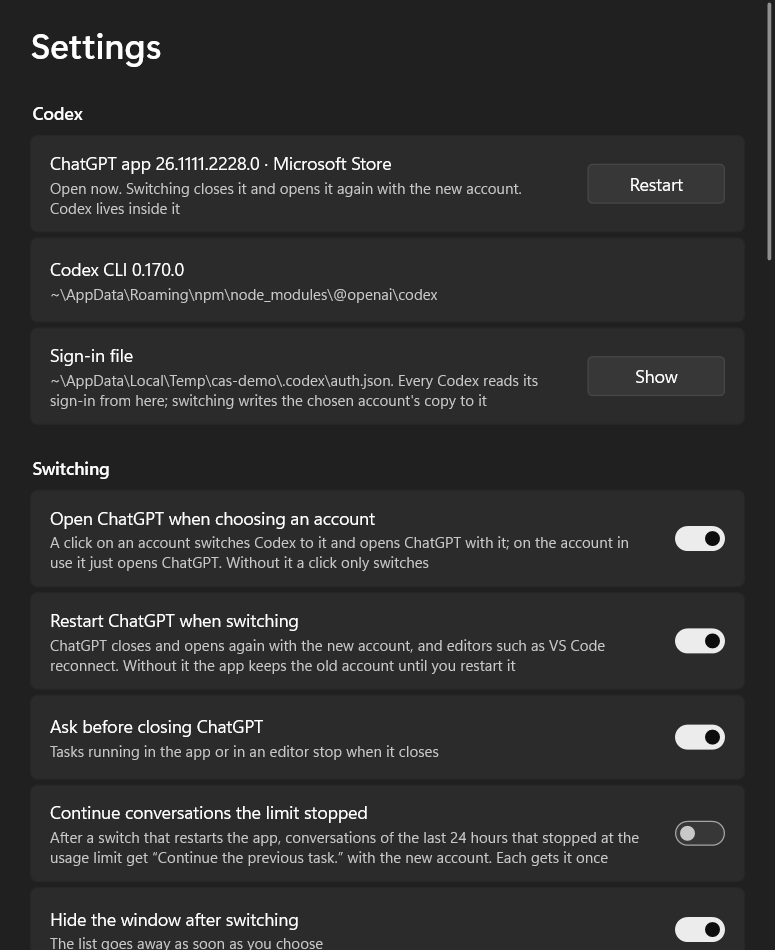 Settings
Codex
ChatGPT app 26.1111.2228.0 · Microsoft Store
Open now. Switching closes it and opens it again with the new account.
Codex lives inside it
Restart
Codex CLI 0.170.0
~\AppData\Roaming\npm\node_modules\@openai\codex
Sign-in file
~\AppData\Local\Temp\cas-demo\.codex\auth.json. Every Codex reads its
sign-in from here; switching writes the chosen account's copy to it
Show
Switching
Open ChatGPT when choosing an account
A click on an account switches Codex to it and opens ChatGPT with it; on the account in
use it just opens ChatGPT. Without it a click only switches
Restart ChatGPT when switching
ChatGPT closes and opens again with the new account, and editors such as VS Code
reconnect. Without it the app keeps the old account until you restart it
Ask before closing ChatGPT
Tasks running in the app or in an editor stop when it closes
Continue conversations the limit stopped
After a switch that restarts the app, conversations of the last 24 hours that stopped at the
usage limit get “Continue the previous task.” with the new account. Each gets it once
Hide the window after switching
The list goes away as soon as you choose